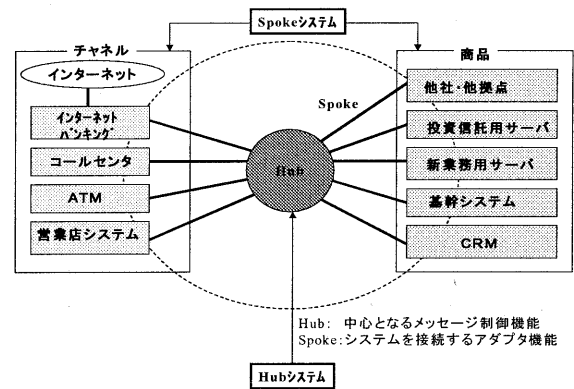 Spokeシステム
チャネル
商品
インターネット
インターネット
バンキング
コールセンタ
ATM
営業店システム
Spoke
Hub
他社・他拠点
投資信託用サーバ
新業務用サーバ
基幹システム
CRM
Hub: 中心となるメッセージ制御機能
Spoke:システムを接続するアダプタ機能
Hubシステム